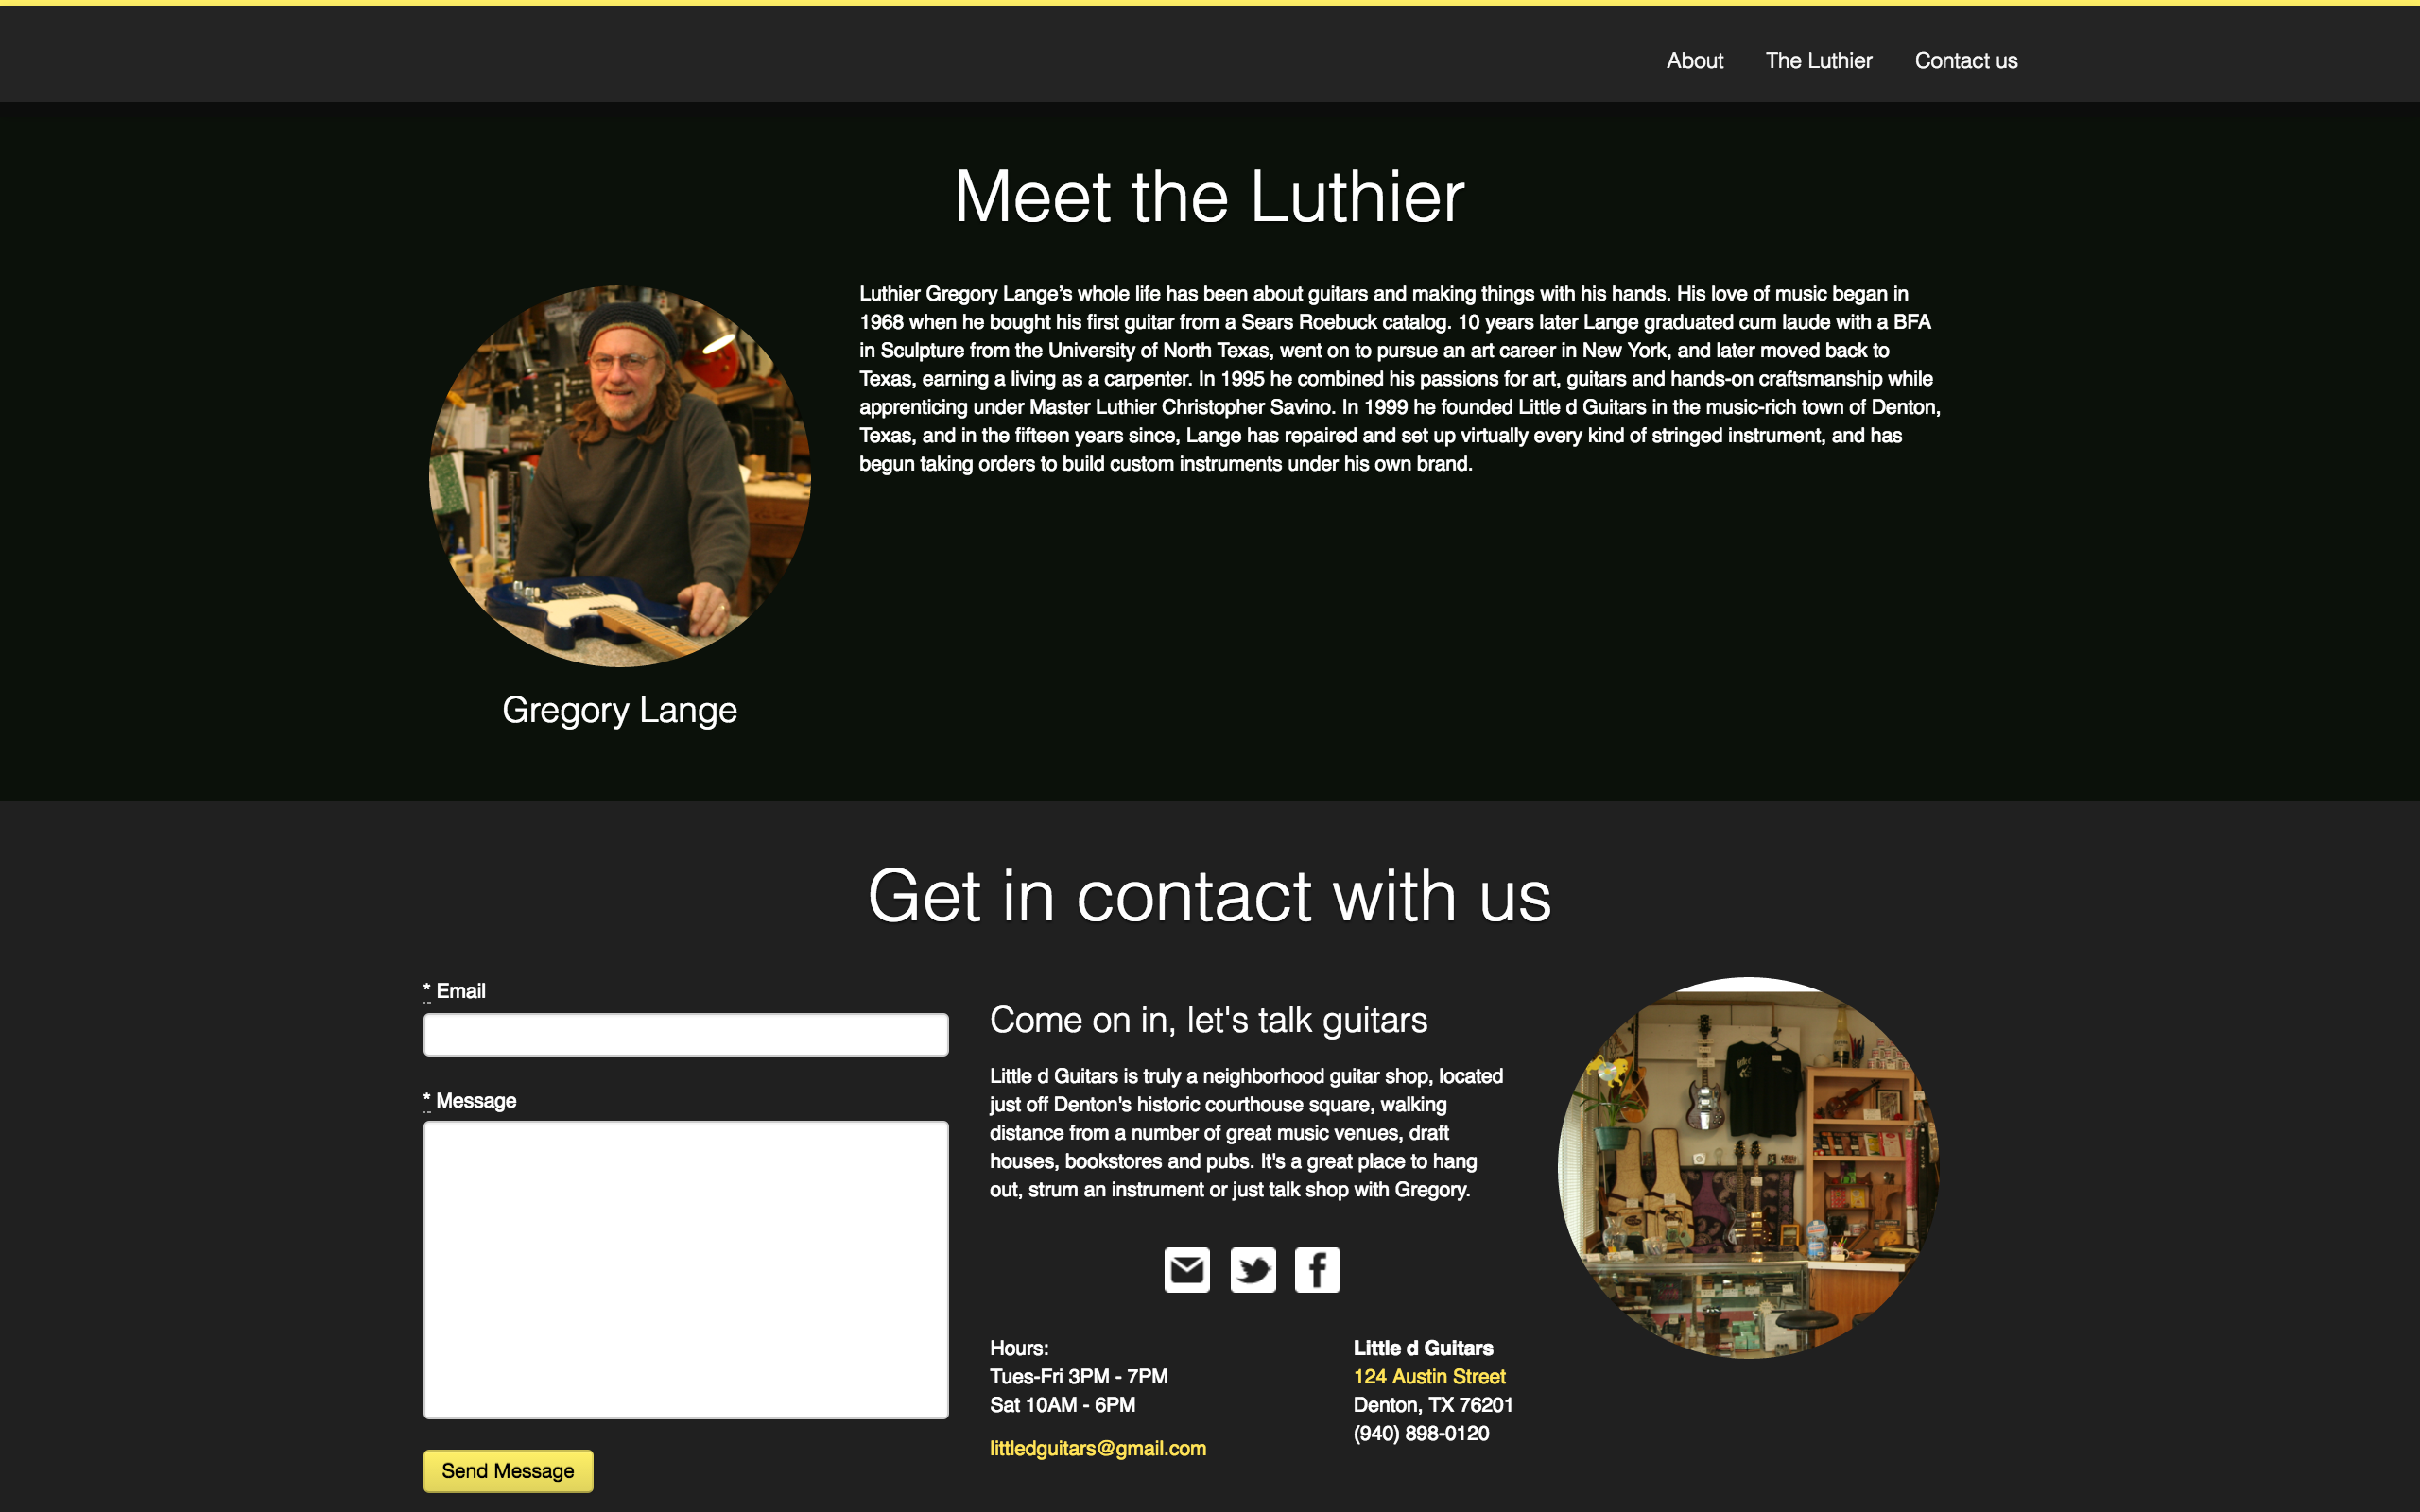 About
The Luthier
Contact us
Meet the Luthier
Luthier Gregory Lange’s whole life has been about guitars and making things with his hands. His love of music began in
1968 when he bought his first guitar from a Sears Roebuck catalog. 10 years later Lange graduated cum laude with a BFA
in Sculpture from the University of North Texas, went on to pursue an art career in New York, and later moved back to
Texas, earning a living as a carpenter. In 1995 he combined his passions for art, guitars and hands-on craftsmanship while
apprenticing under Master Luthier Christopher Savino. In 1999 he founded Little d Guitars in the music-rich town of Denton,
Texas, and in the fifteen years since, Lange has repaired and set up virtually every kind of stringed instrument, and has
begun taking orders to build custom instruments under his own brand.
Gregory Lange
Get in contact with us
* Email
* Message
Send Message
Come on in, let's talk guitars
Little d Guitars is truly a neighborhood guitar shop, located
just off Denton's historic courthouse square, walking
distance from a number of great music venues, draft
houses, bookstores and pubs. It's a great place to hang
out, strum an instrument or just talk shop with Gregory.
Hours:
Tues-Fri 3PM - 7PM
Sat 10AM - 6PM
littledguitars@gmail.com
Little d Guitars
124 Austin Street
Denton, TX 76201
(940) 898-0120